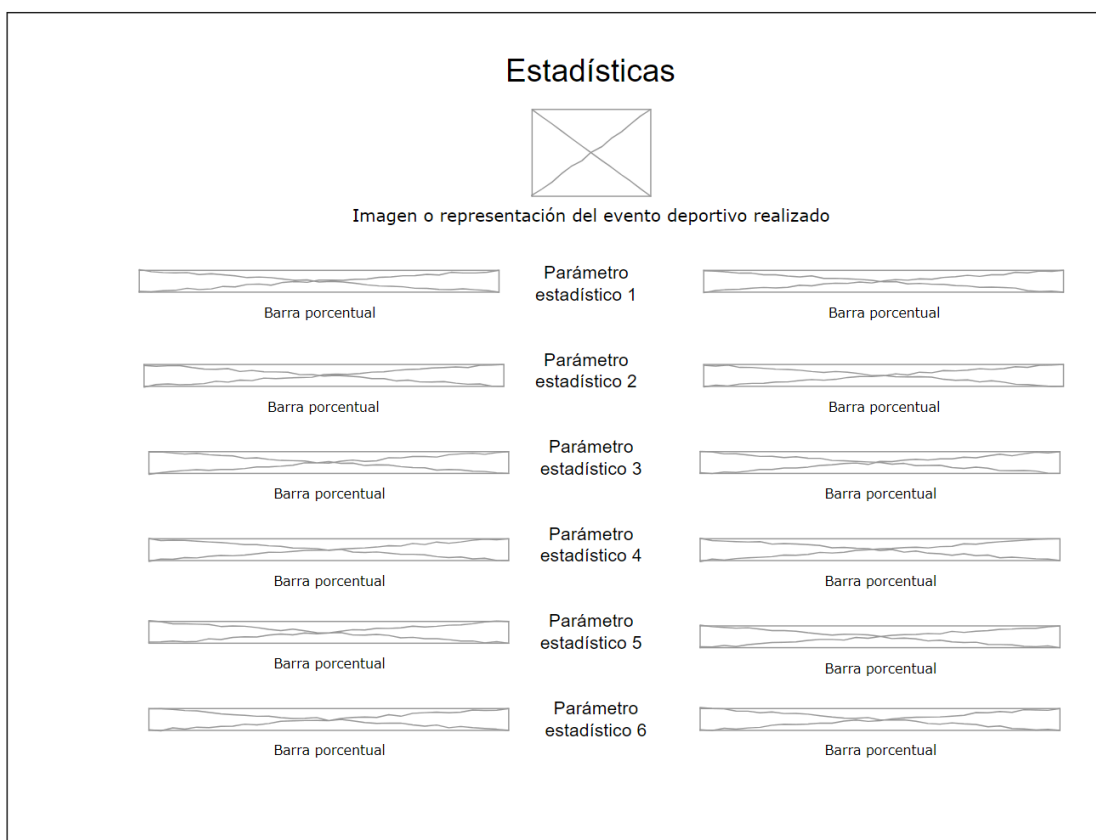 Estadísticas
Imagen o representación del evento deportivo realizado
Parámetro
estadístico 1
Barra porcentual
Barra porcentual
Parámetro
estadístico 2
Barra porcentual
Barra porcentual
Parámetro
estadístico 3
Barra porcentual
Barra porcentual
Parámetro
estadístico 4
Barra porcentual
Barra porcentual
Parámetro
estadístico 5
Barra porcentual
Barra porcentual
Parámetro
estadístico 6
Barra porcentual
Barra porcentual